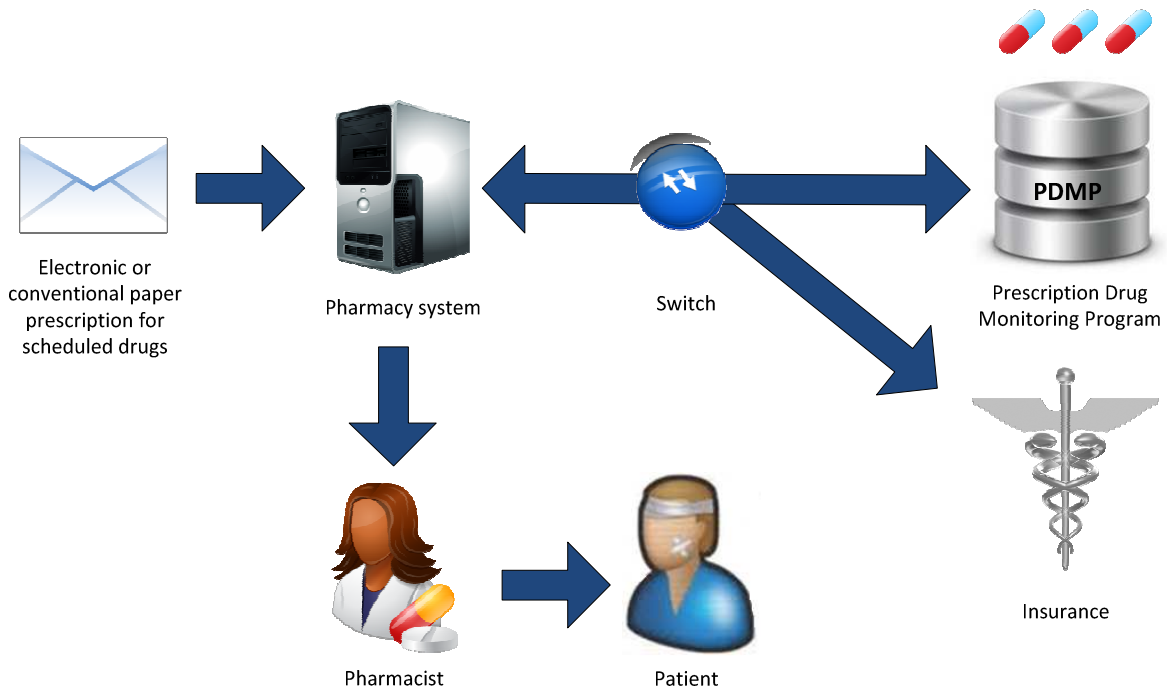 PDMP
Electronic or
conventional paper
prescription for
scheduled drugs
Pharmacy system
Switch
Prescription Drug
Monitoring Program
Insurance
Pharmacist
Patient